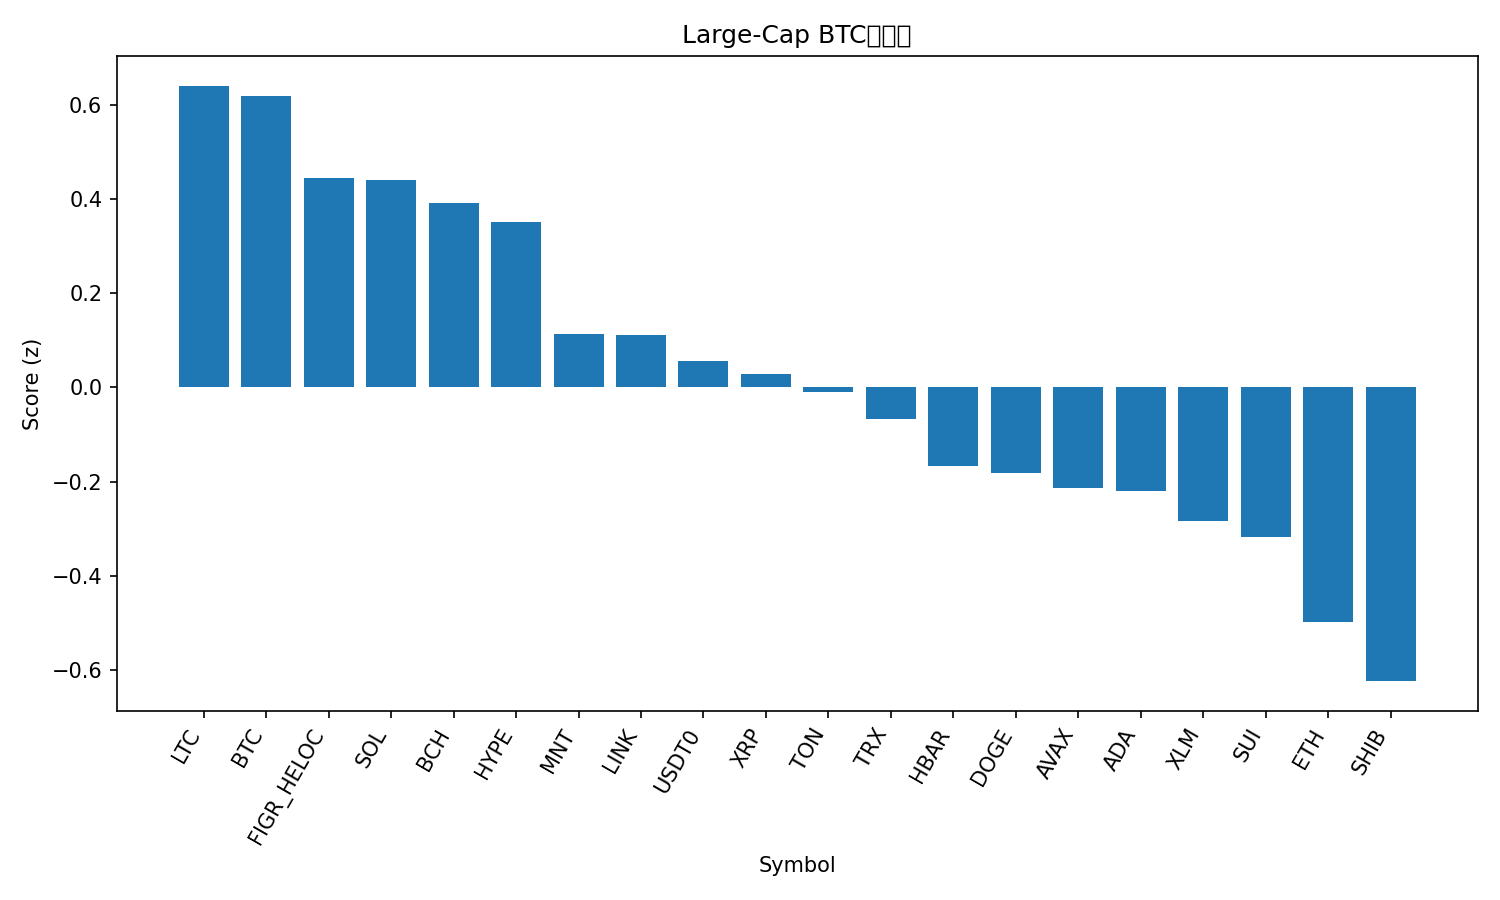 Large-Cap BTC
Score (z)
0.6
0.4
0.2
0.0
−0.2
−0.4
−0.6
LTC
BTC
FIGR_HELOC
SOL
BCH
HYPE
MNT
LINK
USDT0
XRP
TON
TRX
HBAR
DOGE
AVAX
ADA
XLM
SUI
ETH
SHIB
Symbol